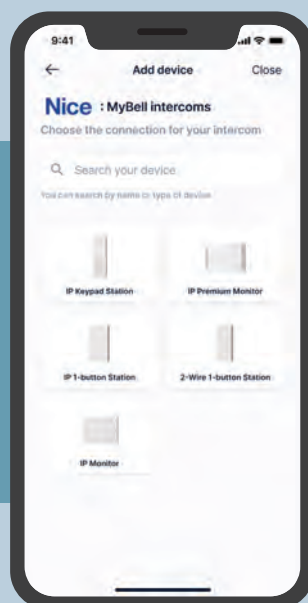 9:41
Add device
Close
Nice : MyBell intercoms
Choose the connection for your intercom
Search your device
You can search by name or type of device
IP Keypad Station
IP Premium Monitor
IP 1-button Station
2-Wire 1-button Station
IP Monitor